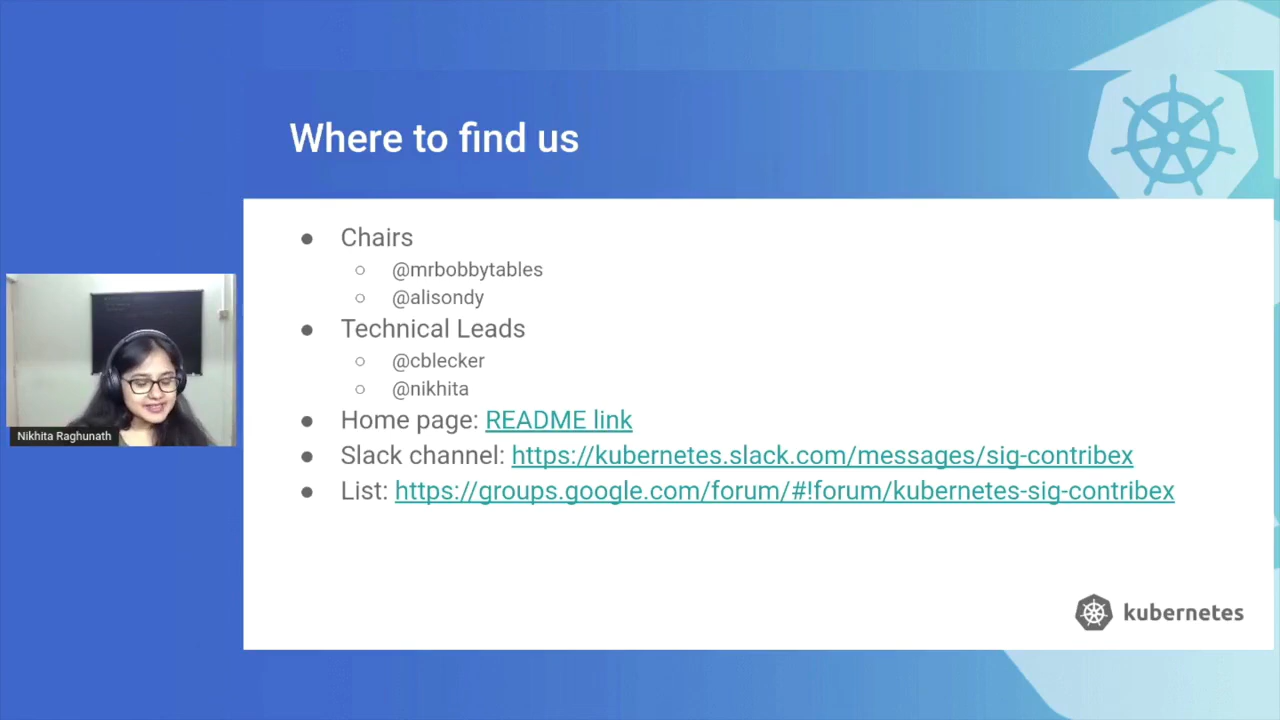 Where to find us
● Chairs
○ @mrbobbytables
○ @alisondy
● Technical Leads
○ @cblecker
○ @nikhita
● Home page: README link
● Slack channel: https://kubernetes.slack.com/messages/sig-contribex
● List: https://groups.google.com/forum/#!forum/kubernetes-sig-contribex
Nikhita Raghunath
kubernetes